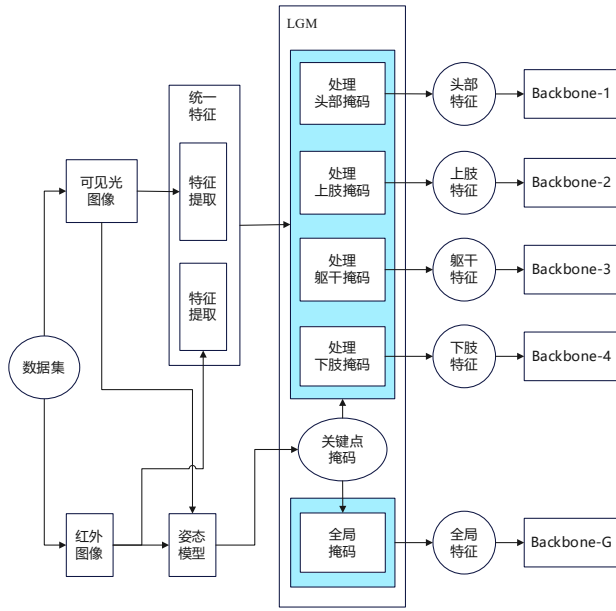 LGM
统一
特征
处理
头部掩码
头部
特征
Backbone-1
可见光
图像
特征
提取
处理
上肢掩码
上肢
特征
Backbone-2
特征
提取
处理
躯干掩码
躯干
特征
Backbone-3
数据集
处理
下肢掩码
下肢
特征
Backbone-4
关键点
掩码
红外
图像
姿态
模型
全局
掩码
全局
特征
Backbone-G